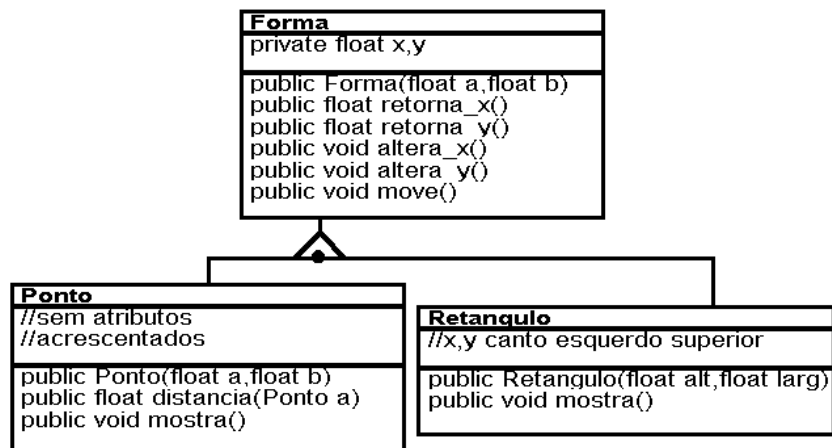 Forma
private float x,y
public Forma(float a,float b)
public float retorna_x()
public float retorna_y()
public void altera_x()
public void altera_y()
public void move()
Ponto
//sem atributos
//acrescentados
public Ponto(float a,float b)
public float distancia(Ponto a)
public void mostra()
Retangulo
//x,y canto esquerdo superior
public Retangulo(float alt,float larg)
public void mostra()